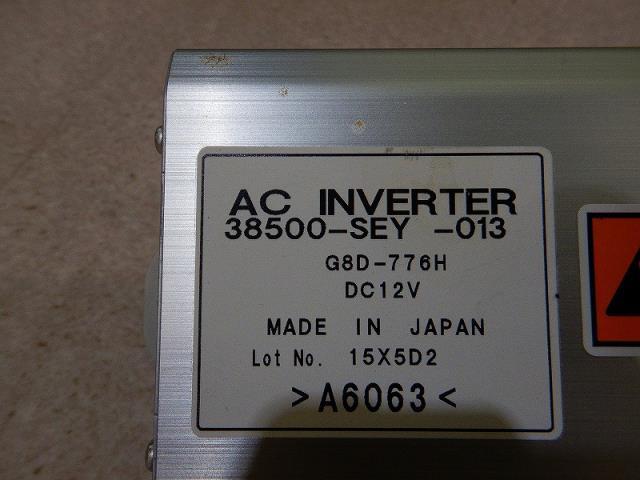 AC INVERTER
38500-SEY -013
G8D-776H
DC12V
MADE IN JAPAN
Lot No. 15X5D2
>A6063<